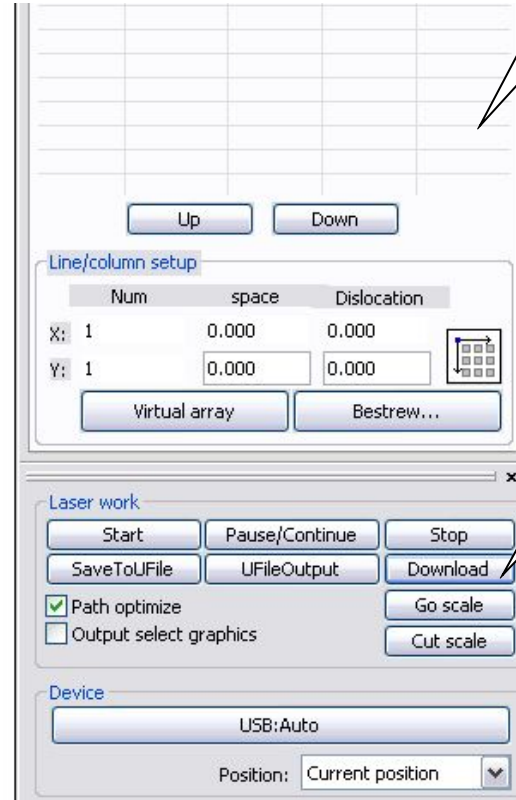 Up Down
Line/column setup
Num space Dislocation
X: 1 0.000 0.000
Y: 1 0.000 0.000
Virtual array Bestrew...
Laser work
Start Pause/Continue Stop
SaveToUFile UFileOutput Download
Path optimize Go scale
Output select graphics Cut scale
Device
USB:Auto
Position: Current position